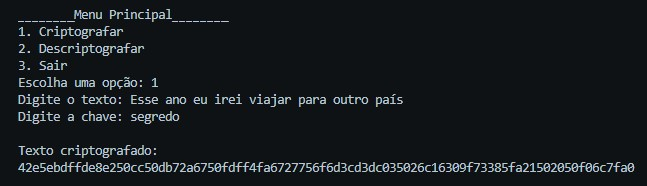 ________Menu Principal________
1. Criptografar
2. Descriptografar
3. Sair
Escolha uma opção: 1
Digite o texto: Esse ano eu irei viajar para outro país
Digite a chave: segredo
Texto criptografado:
42e5ebdffde8e250cc50db72a6750fdff4fa6727756f6d3cd3dc035026c16309f73385fa21502050f06c7fa0